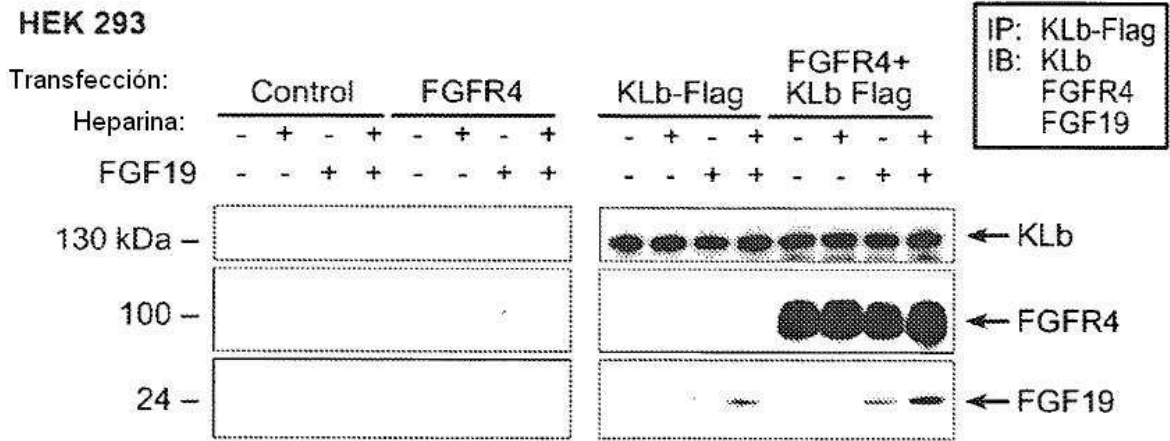 HEK 293
IP: KLb-Flag
IB: KLb
FGFR4
FGF19
Transfección:
Control FGFR4 KLb-Flag FGFR4+ KLb Flag
Heparina: - + - + - + - + - + - + - + - +
FGF19 - - + + - - + + - - + + - - + +
130 kDa – KLb
100 – FGFR4
24 – FGF19